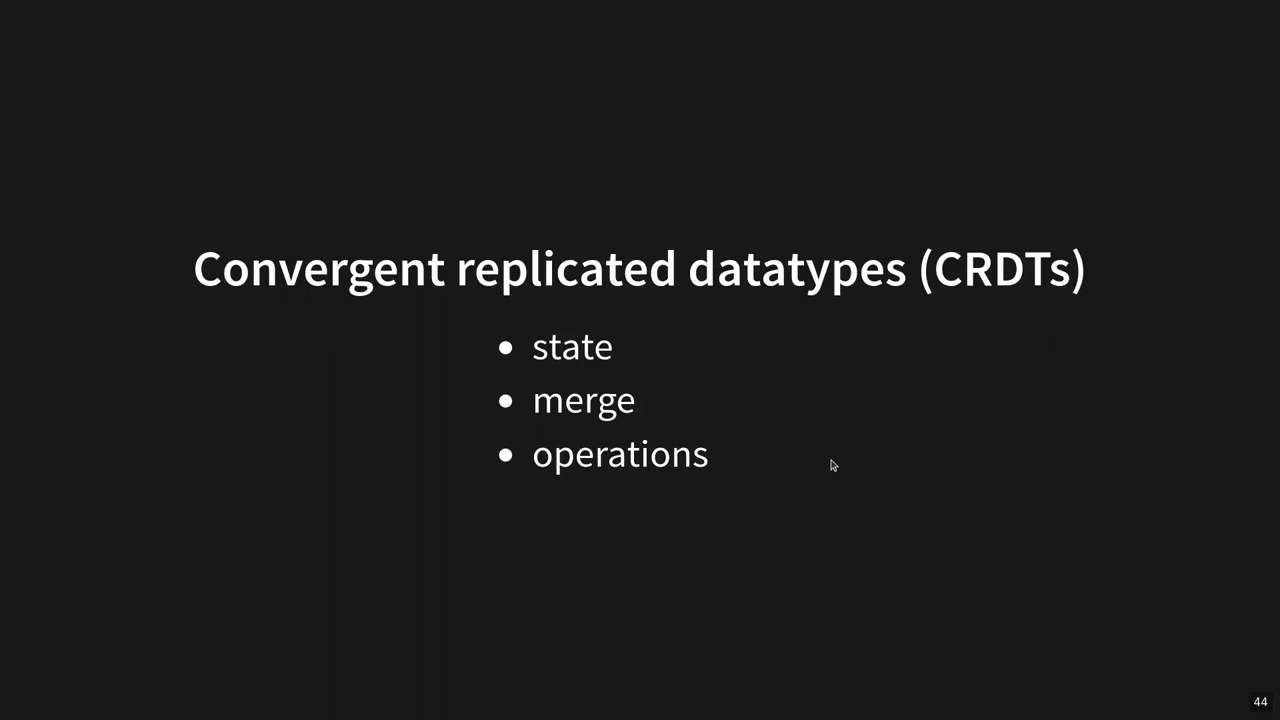 Convergent replicated datatypes (CRDTs)
state
merge
operations
44